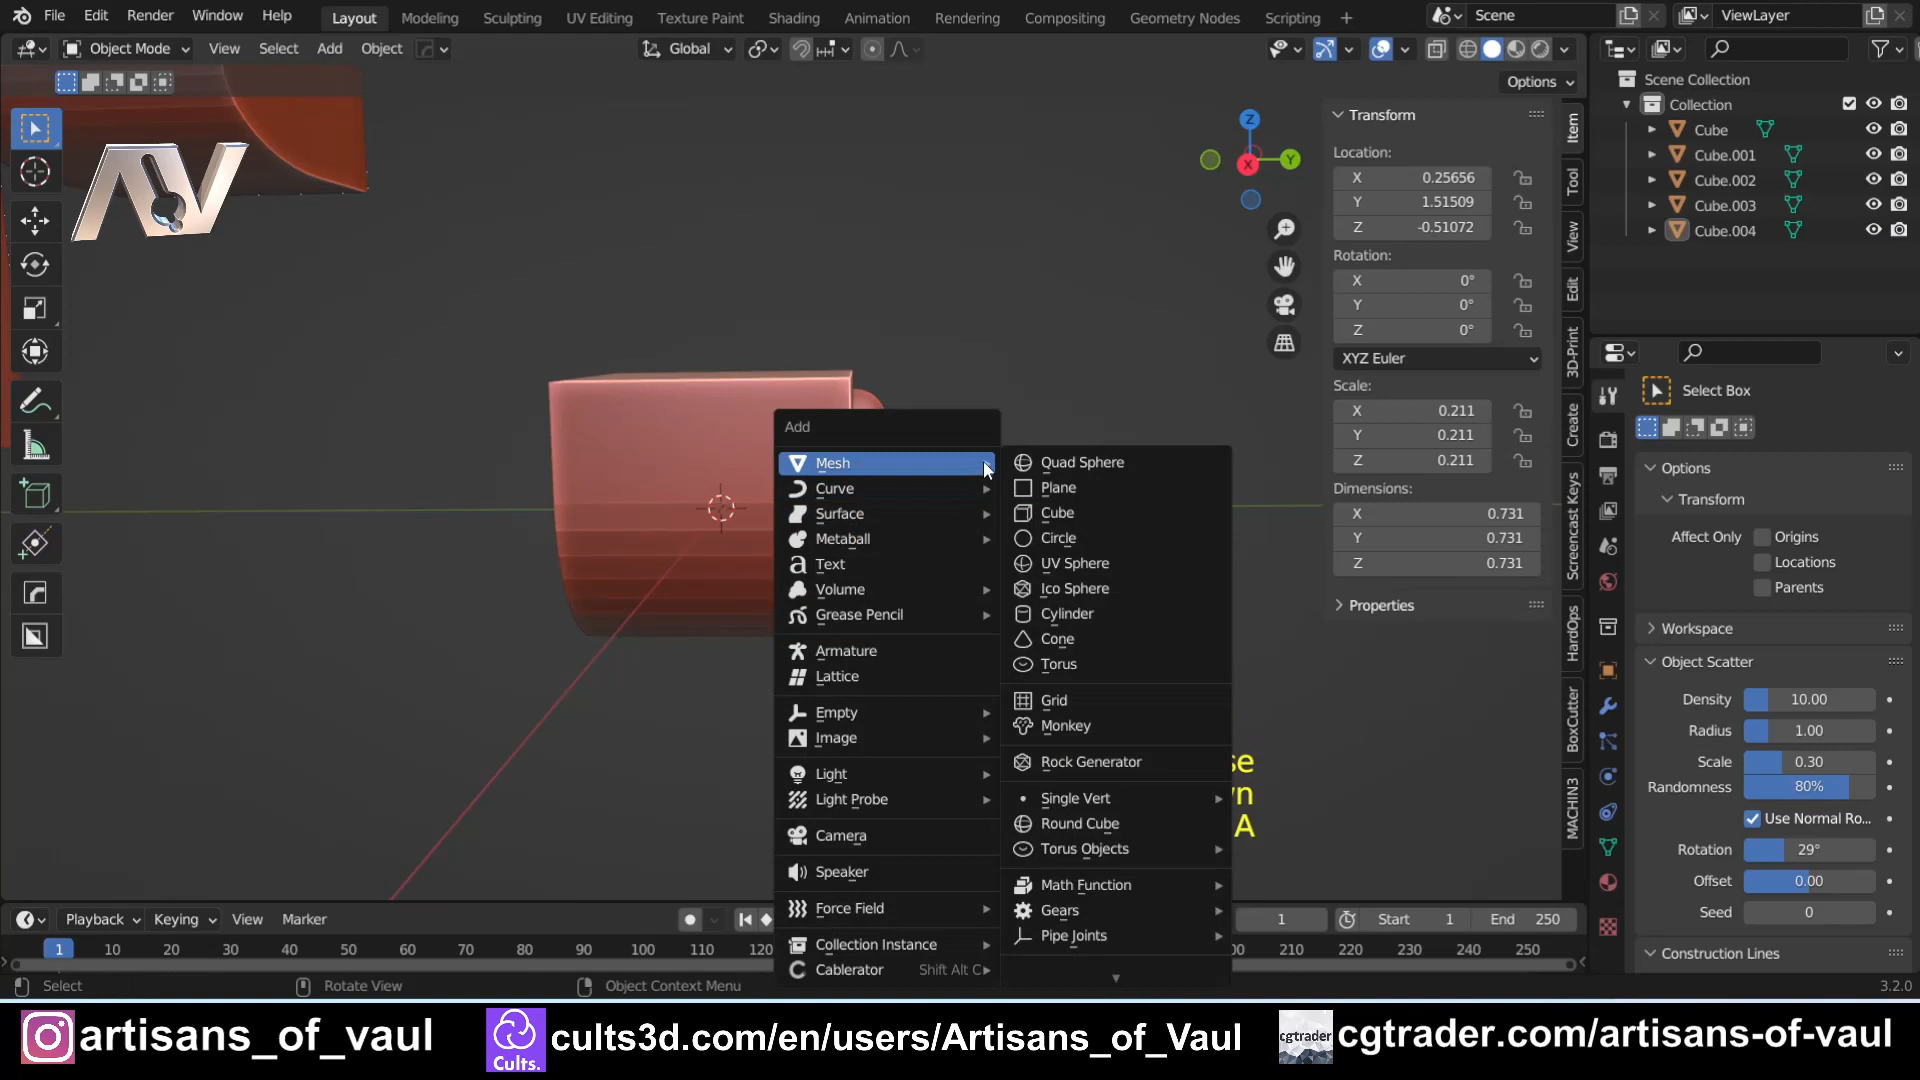 File Edit Render Window Help Layout Modeling Sculpting UV Editing Texture Paint Shading Animation Rendering Compositing Geometry Nodes Scripting + Scene ViewLayer
Object Mode View Select Add Object Global
Options
AV
Transform
Location:
X 0.25656
Y 1.51509
Z -0.51072
Rotation:
X 0°
Y 0°
Z 0°
XYZ Euler
Scale:
X 0.211
Y 0.211
Z 0.211
Dimensions:
X 0.731
Y 0.731
Z 0.731
Properties
Item
Tool
View
Edit
3D-Print
Create
Screencast Keys
HardOps
BoxCutter
MACHIN3
Z
Y
X
Scene Collection
Collection
Cube
Cube.001
Cube.002
Cube.003
Cube.004
Select Box
Options
Transform
Affect Only Origins
Locations
Parents
Workspace
Object Scatter
Density 10.00
Radius 1.00
Scale 0.30
Randomness 80%
Use Normal Ro...
Rotation 29°
Offset 0.00
Seed 0
Construction Lines
Add
Mesh
Curve
Surface
Metaball
Text
Volume
Grease Pencil
Armature
Lattice
Empty
Image
Light
Light Probe
Camera
Speaker
Force Field
Collection Instance
Cablerator Shift Alt C
Quad Sphere
Plane
Cube
Circle
UV Sphere
Ico Sphere
Cylinder
Cone
Torus
Grid
Monkey
Rock Generator
Single Vert
Round Cube
Torus Objects
Math Function
Gears
Pipe Joints
se
n
A
Playback Keying View Marker 1 Start 1 End 250
1 10 20 30 40 50 60 70 80 90 100 110 120 210 220 230 240 250
Select Rotate View Object Context Menu 3.2.0
artisans_of_vaul Cults. cults3d.com/en/users/Artisans_of_Vaul cgtrader cgtrader.com/artisans-of-vaul